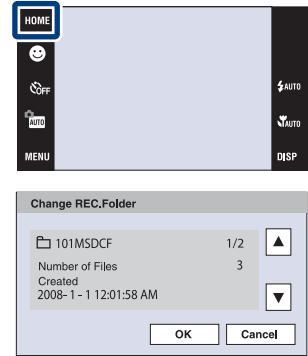 HOME
OFF
AUTO
AUTO
AUTO
MENU
DISP
Change REC.Folder
101MSDCF 1/2
Number of Files 3
Created
2008- 1 - 1 12:01:58 AM
OK Cancel